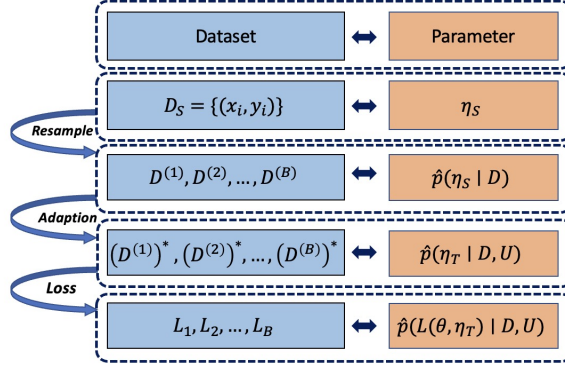 Dataset Parameter
D_S = {(x_i, y_i)} η_S
Resample
D^(1), D^(2), ..., D^(B) p̂(η_S | D)
Adaption
(D^(1))^*, (D^(2))^*, ..., (D^(B))^* p̂(η_T | D, U)
Loss
L_1, L_2, ..., L_B p̂(L(θ, η_T) | D, U)